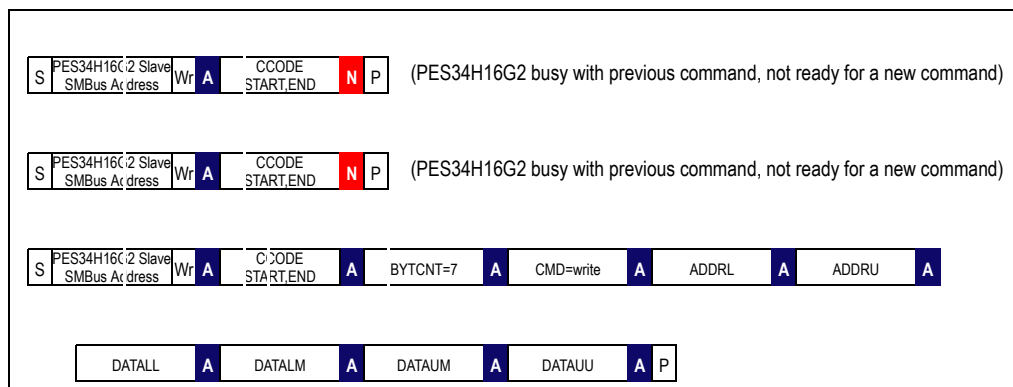 S PES34H16G2 Slave SMBus Address Wr A CCODE START,END N P (PES34H16G2 busy with previous command, not ready for a new command)
S PES34H16G2 Slave SMBus Address Wr A CCODE START,END N P (PES34H16G2 busy with previous command, not ready for a new command)
S PES34H16G2 Slave SMBus Address Wr A CCODE START,END A BYTCNT=7 A CMD=write A ADDRL A ADDRU A
DATALL A DATALM A DATAUM A DATAUU A P